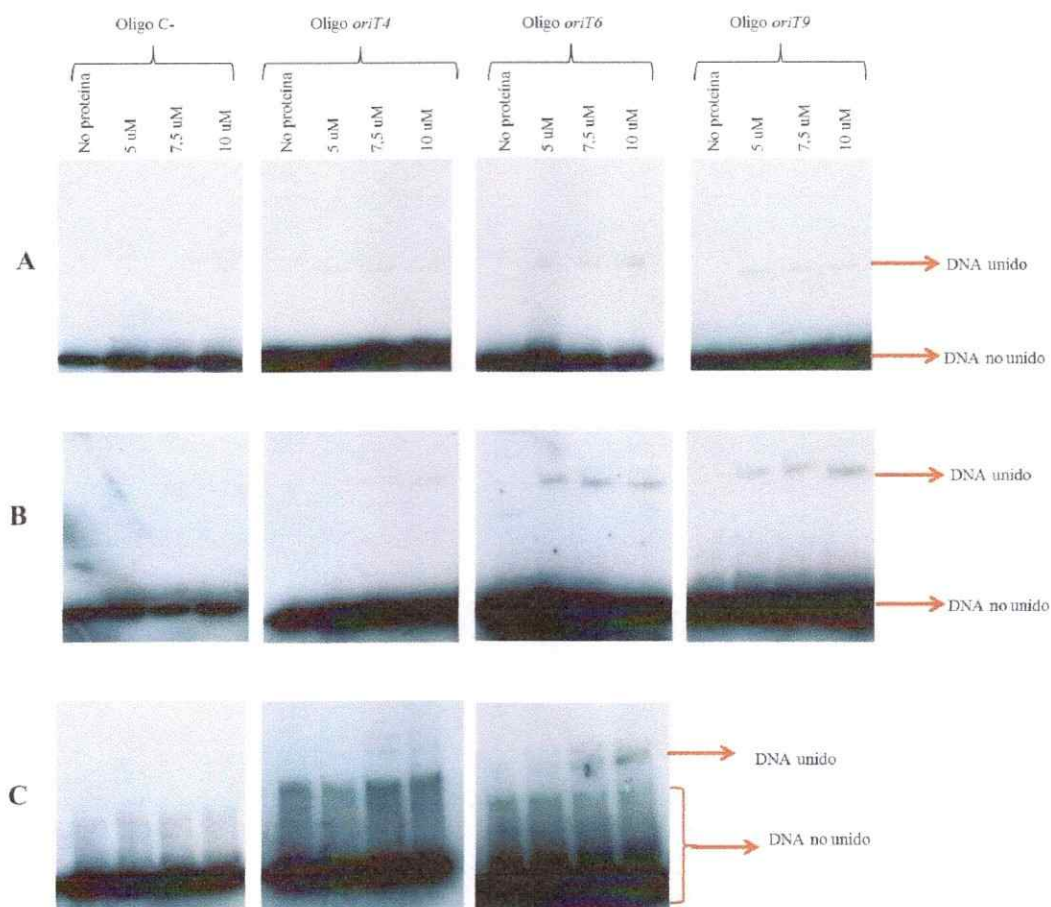 Oligo C-
Oligo oriT4
Oligo oriT6
Oligo oriT9
No proteína
5 uM
7.5 uM
10 uM
No proteína
5 uM
7,5 uM
10 uM
No proteína
5 uM
7.5 uM
10 uM
No proteína
5 uM
7.5 uM
10 uM
A
DNA unido
DNA no unido
B
DNA unido
DNA no unido
C
DNA unido
DNA no unido